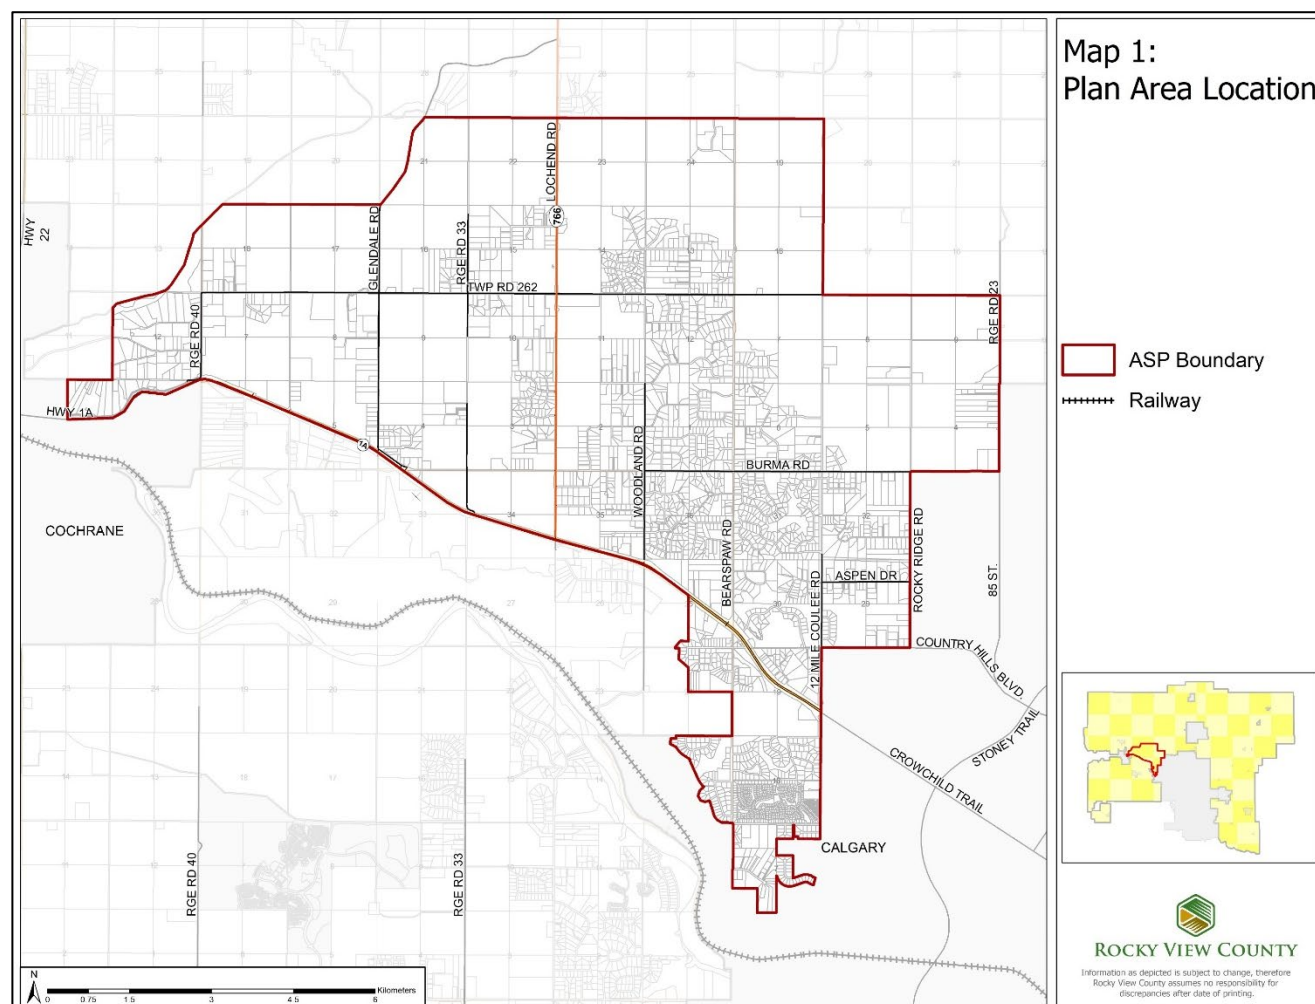 Map 1:
Plan Area Location
ASP Boundary
Railway
HWY
22
GLENDALE RD
RGE RD 33
LOCHEND RD
766
TWP RD 262
RGE RD 40
RGE RD 23
HWY 1A
1A
WOODLAND RD
BURMA RD
COCHRANE
BEARSPAW RD
12 MILE COULEE RD
ASPEN DR
ROCKY RIDGE RD
85 ST.
COUNTRY HILLS BLVD.
STONEY TRAIL
CROWCHILD TRAIL
CALGARY
RGE RD 40
RGE RD 33
N
Kilometers
0 0.75 1.5 3 4.5 6
ROCKY VIEW COUNTY
Information as depicted is subject to change, therefore
Rocky View County assumes no responsibility for
discrepancies after date of printing.